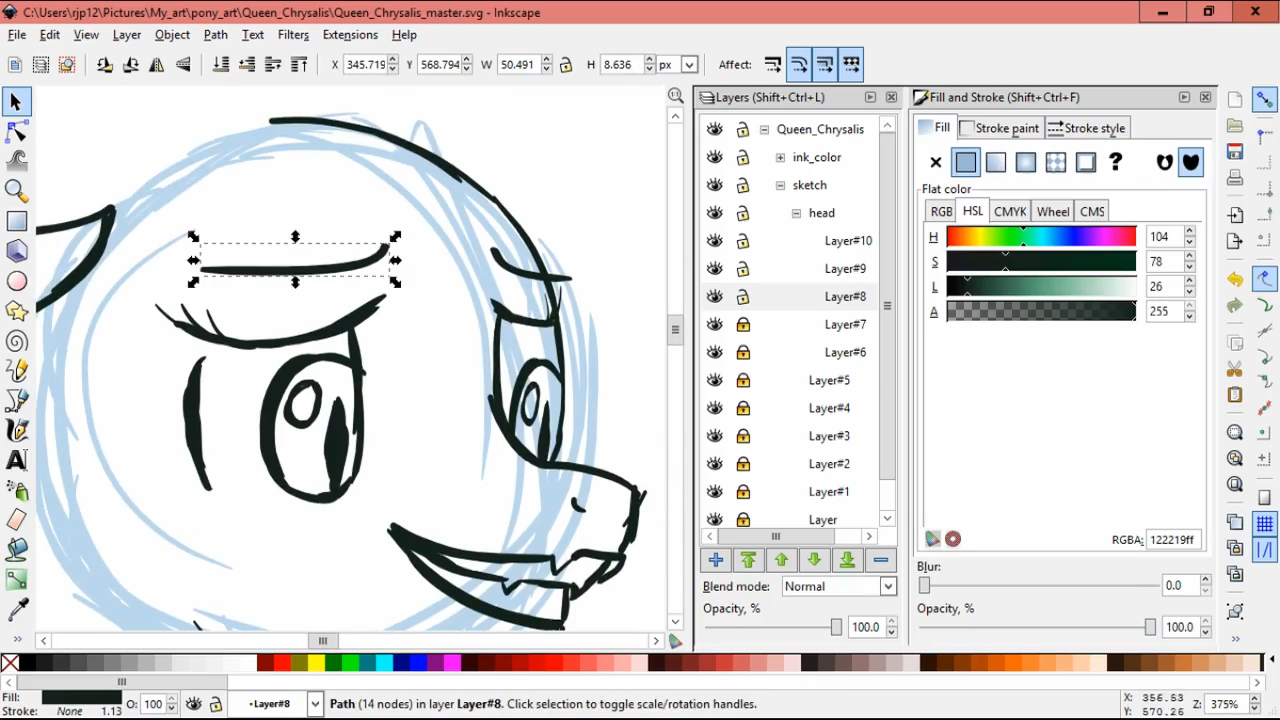 C:\Users\rjp12\Pictures\My_art\pony_art\Queen_Chrysalis\Queen_Chrysalis_master.svg - Inkscape
File Edit View Layer Object Path Text Filters Extensions Help
X 345.719 Y 568.794 W 50.491 H 8.636 px Affect:
Layers (Shift+Ctrl+L)
Queen_Chrysalis
ink_color
sketch
head
Layer#10
Layer#9
Layer#8
Layer#7
Layer#6
Layer#5
Layer#4
Layer#3
Layer#2
Layer#1
Layer
Blend mode: Normal
Opacity, % 100.0
Fill and Stroke (Shift+Ctrl+F)
Fill Stroke paint Stroke style
?
Flat color
RGB HSL CMYK Wheel CMS
H 104
S 78
L 26
A 255
RGBA: 122219ff
Blur:
0.0
Opacity, %
100.0
Fill:
Stroke: None 1.13
O: 100
•Layer#8
Path (14 nodes) in layer Layer#8. Click selection to toggle scale/rotation handles.
X: 356.53
Y: 570.26
Z: 375%